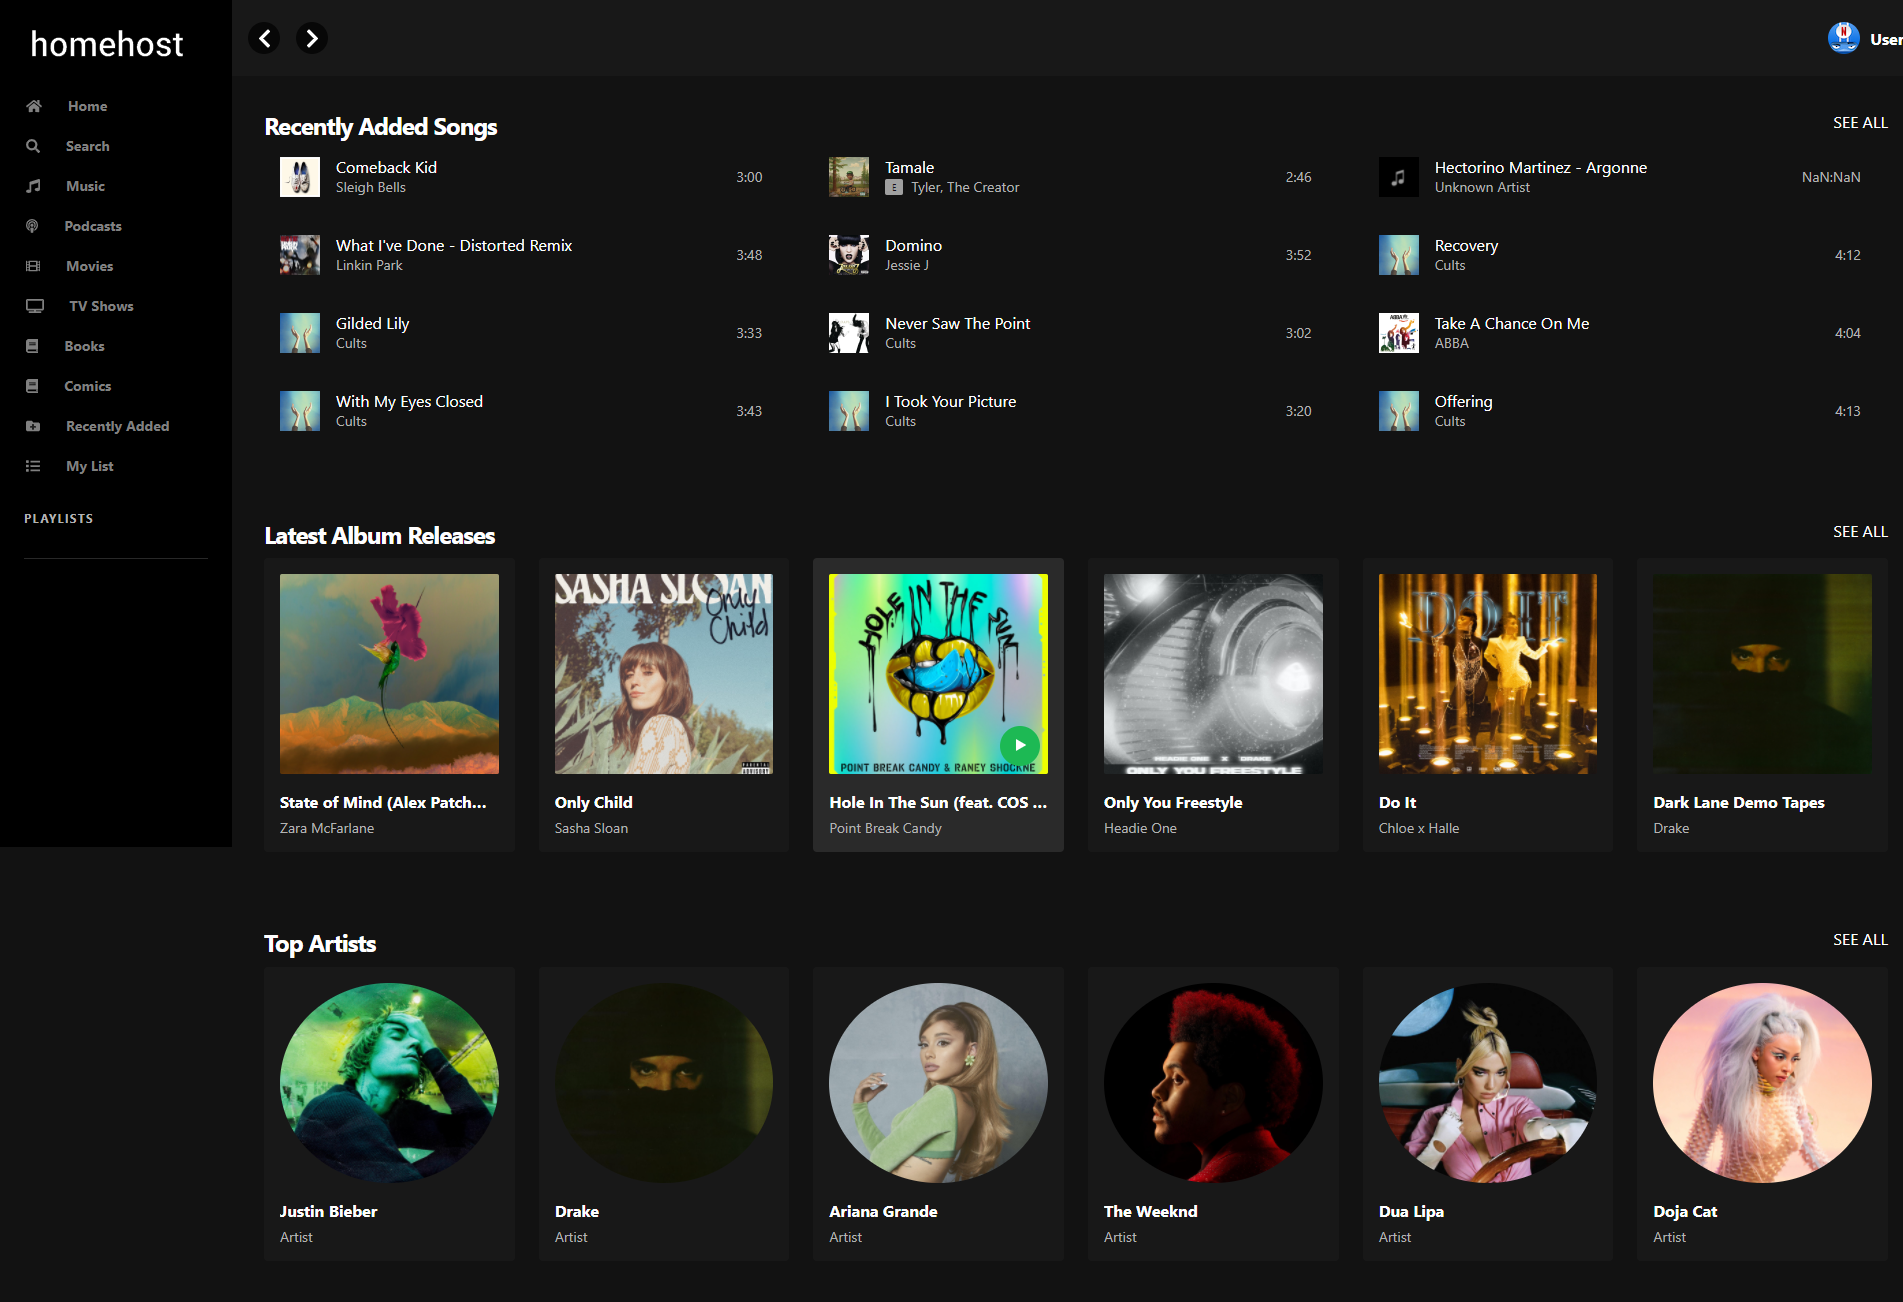 homehost
User
Home
Search
Music
Podcasts
Movies
TV Shows
Books
Comics
Recently Added
My List
PLAYLISTS
Recently Added Songs
SEE ALL
Comeback Kid
Sleigh Bells
3:00
Tamale
E Tyler, The Creator
2:46
Hectorino Martinez - Argonne
Unknown Artist
NaN:NaN
What I've Done - Distorted Remix
Linkin Park
3:48
Domino
Jessie J
3:52
Recovery
Cults
4:12
Gilded Lily
Cults
3:33
Never Saw The Point
Cults
3:02
ABBA
Take A Chance On Me
ABBA
4:04
With My Eyes Closed
Cults
3:43
I Took Your Picture
Cults
3:20
Offering
Cults
4:13
Latest Album Releases
SEE ALL
State of Mind (Alex Patch...
Zara McFarlane
SASHA SLOAN
Only
Child
PARENTAL
ADVISORY
Only Child
Sasha Sloan
HOLE IN THE SUN
POINT BREAK CANDY & RANEY SHOCKNE
Hole In The Sun (feat. COS ...
Point Break Candy
HEADIE ONE X DRAKE
ONLY YOU FREESTYLE
Only You Freestyle
Headie One
DO IT
Do It
Chloe x Halle
Dark Lane Demo Tapes
Drake
Top Artists
SEE ALL
Justin Bieber
Artist
Drake
Artist
Ariana Grande
Artist
The Weeknd
Artist
Dua Lipa
Artist
Doja Cat
Artist